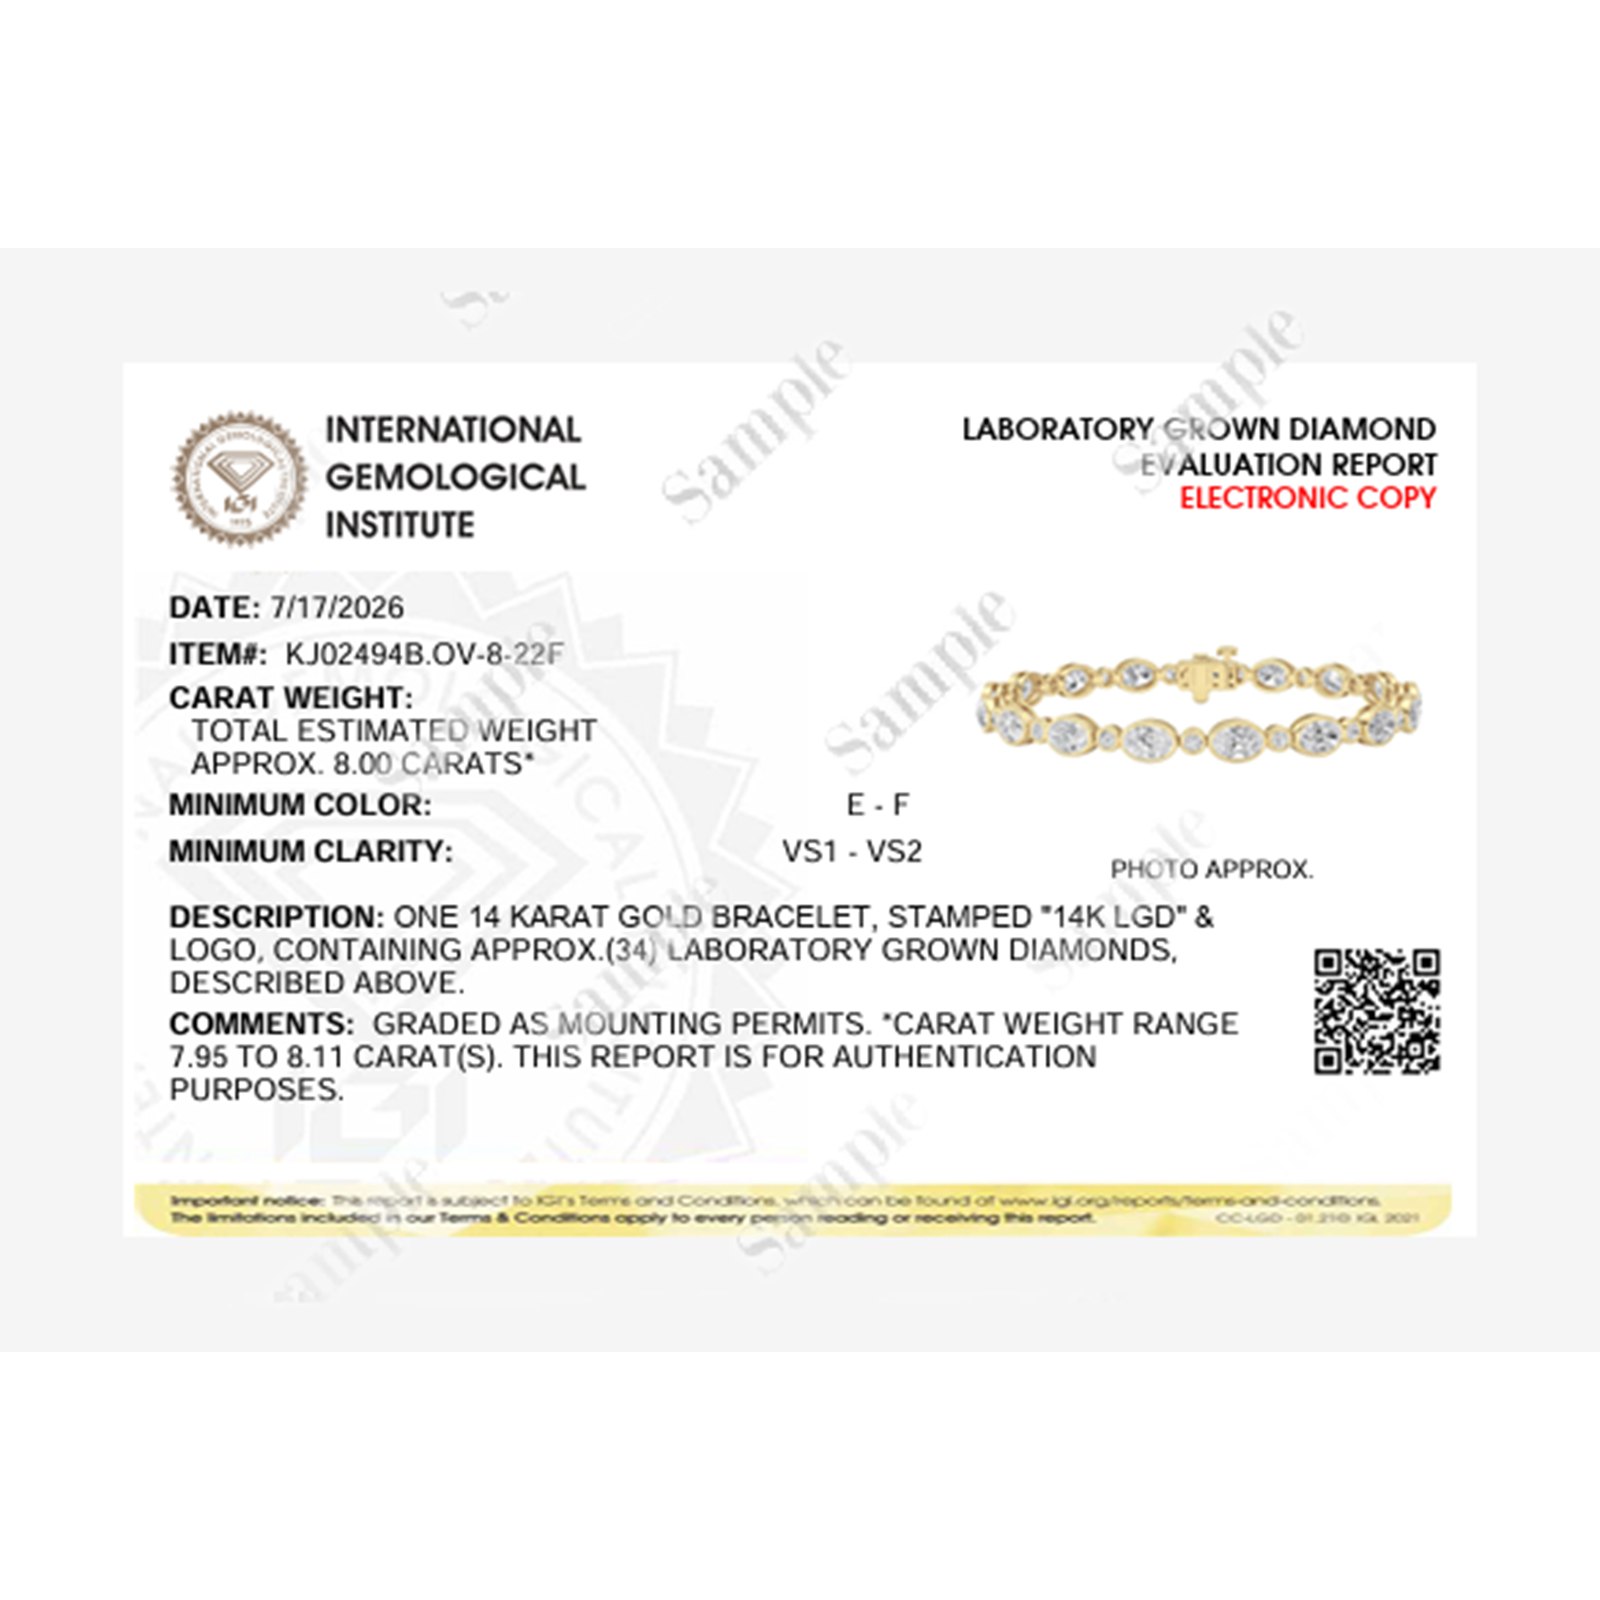 INTERNATIONAL
GEMOLOGICAL
INSTITUTE
LABORATORY GROWN DIAMOND
EVALUATION REPORT
ELECTRONIC COPY
DATE: 7/17/2026
ITEM#: KJ02494B.OV-8-22F
CARAT WEIGHT:
TOTAL ESTIMATED WEIGHT
APPROX. 8.00 CARATS*
MINIMUM COLOR: E - F
MINIMUM CLARITY: VS1 - VS2
PHOTO APPROX.
DESCRIPTION: ONE 14 KARAT GOLD BRACELET, STAMPED "14K LGD" &
LOGO, CONTAINING APPROX.(34) LABORATORY GROWN DIAMONDS,
DESCRIBED ABOVE.
COMMENTS: GRADED AS MOUNTING PERMITS. *CARAT WEIGHT RANGE
7.95 TO 8.11 CARAT(S). THIS REPORT IS FOR AUTHENTICATION
PURPOSES.
Important notice: This report is subject to IGI's Terms and Conditions, which can be found at www.igi.org/reports/terms-and-conditions.
The limitations included in our Terms & Conditions apply to every person reading or receiving this report.
Sample
Sample
Sample
Sample
Sample
Sample
Sample